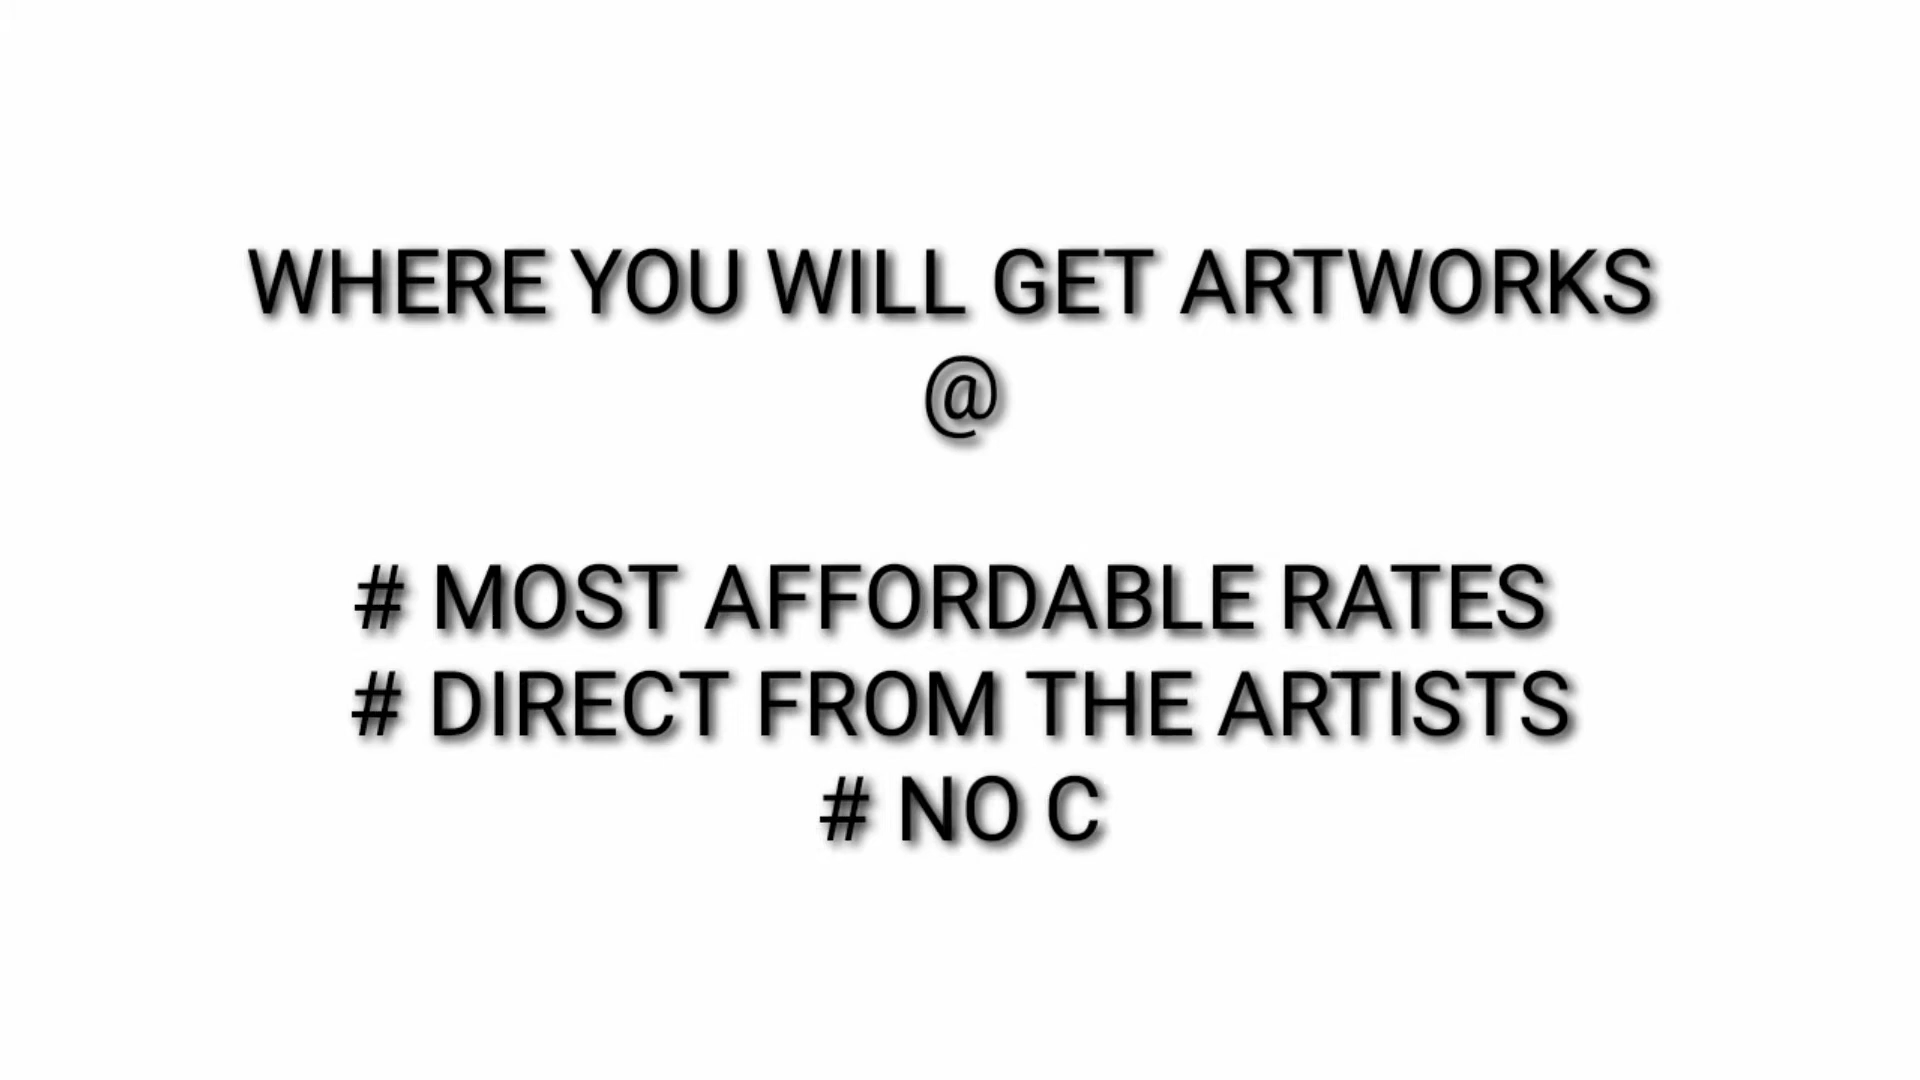 WHERE YOU WILL GET ARTWORKS
@
# MOST AFFORDABLE RATES
# DIRECT FROM THE ARTISTS
# NO C